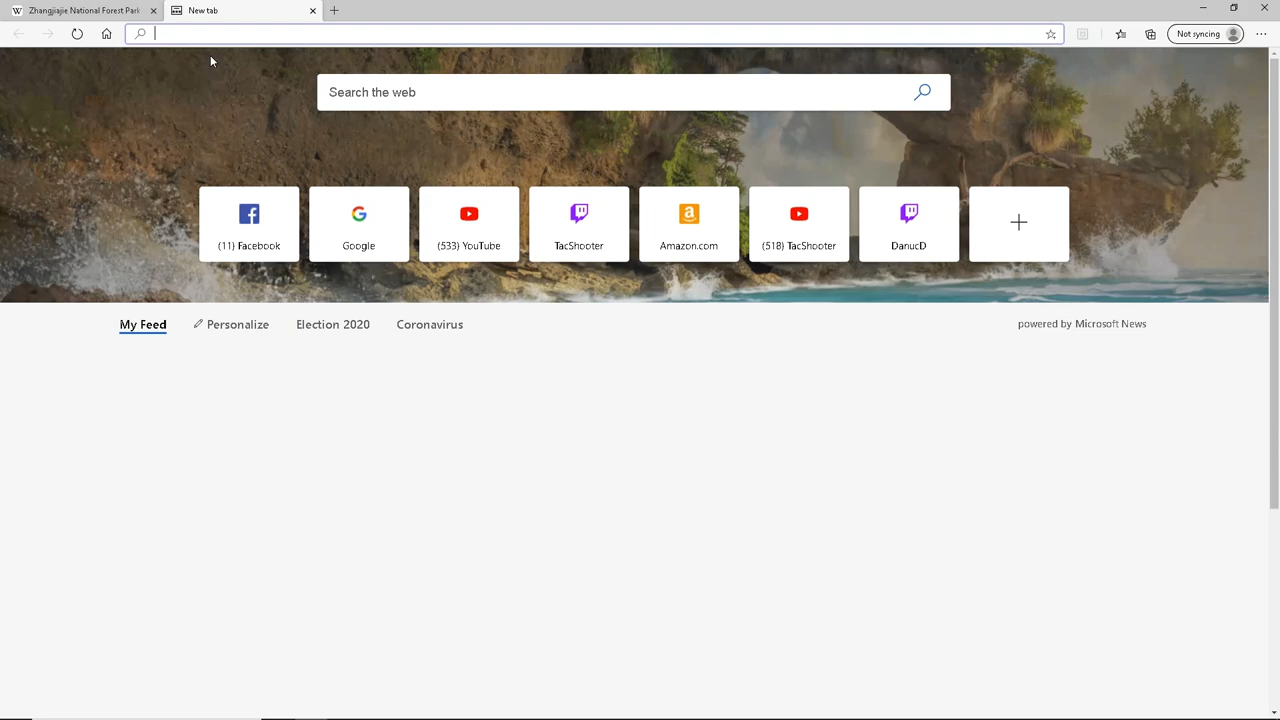 Zhangjiajie National Forest Park
New tab
Not syncing
Search the web
(11) Facebook
Google
(533) YouTube
TacShooter
Amazon.com
(518) TacShooter
DanucD
My Feed
Personalize
Election 2020
Coronavirus
powered by Microsoft News